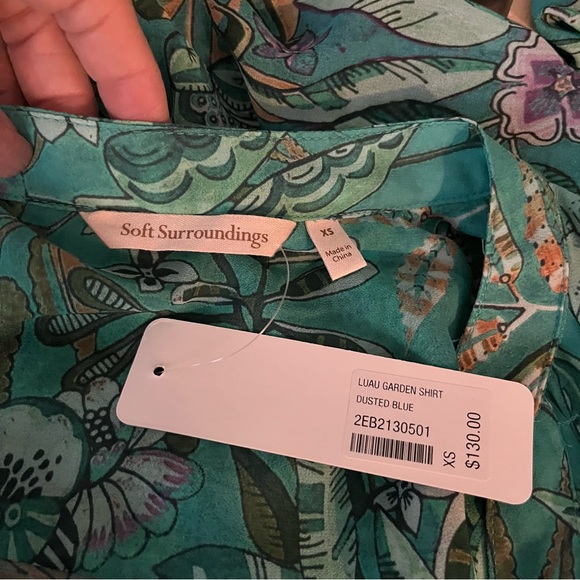 Soft Surroundings
XS
Made in
China
LUAU GARDEN SHIRT
DUSTED BLUE
2EB2130501
XS
$130.00